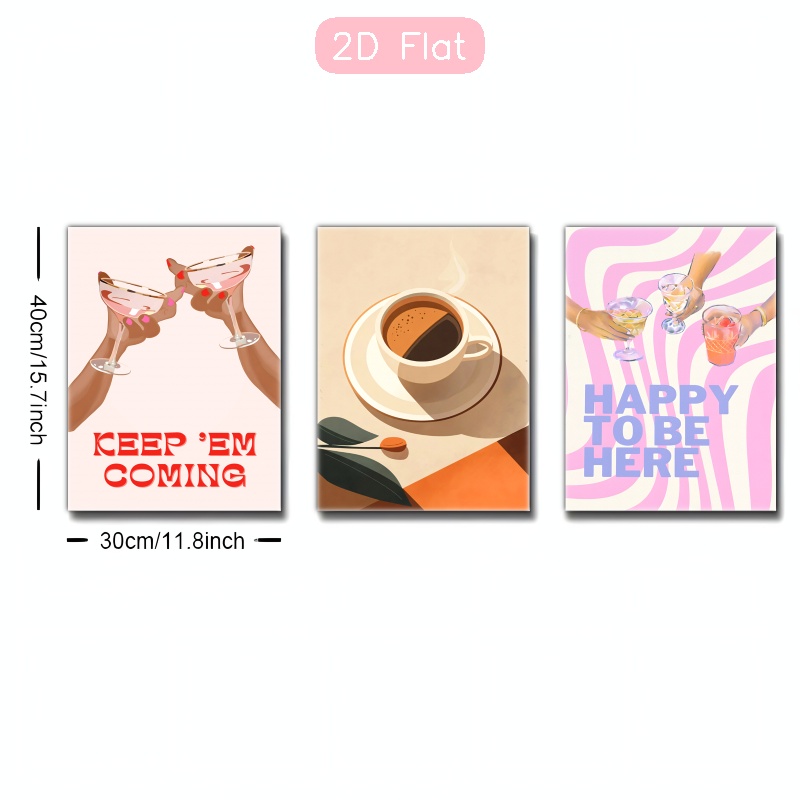 2D Flat
40cm/15.7inch
KEEP 'EM
COMING
HAPPY
TO BE
HERE
30cm/11.8inch